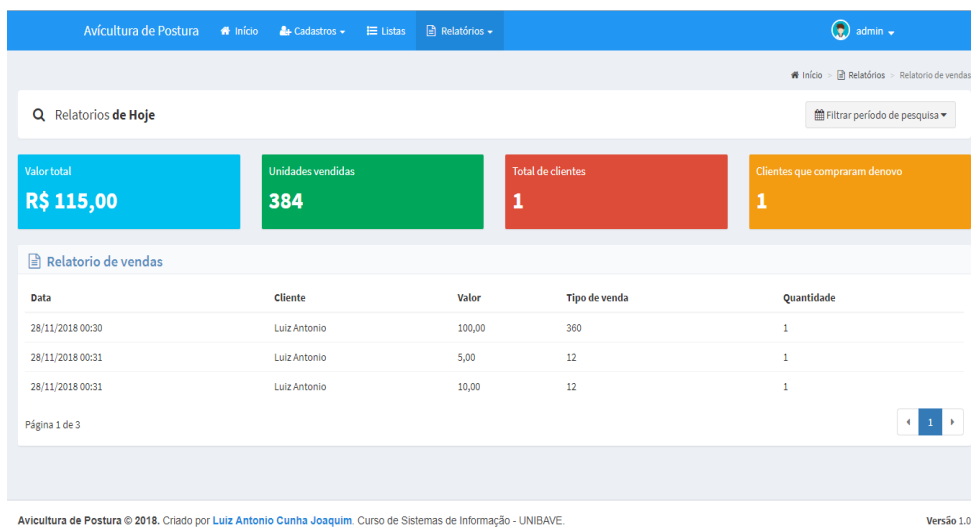 Avícultura de Postura Início Cadastros Listas Relatórios admin
Início > Relatórios > Relatorio de vendas
Relatorios de Hoje Filtrar período de pesquisa
Valor total Unidades vendidas Total de clientes Clientes que compraram denovo
R$ 115,00 384 1 1
Relatorio de vendas
Data Cliente Valor Tipo de venda Quantidade
28/11/2018 00:30 Luiz Antonio 100,00 360 1
28/11/2018 00:31 Luiz Antonio 5,00 12 1
28/11/2018 00:31 Luiz Antonio 10,00 12 1
Página 1 de 3 1
Avicultura de Postura © 2018. Criado por Luiz Antonio Cunha Joaquim. Curso de Sistemas de Informação - UNIBAVE. Versão 1.0